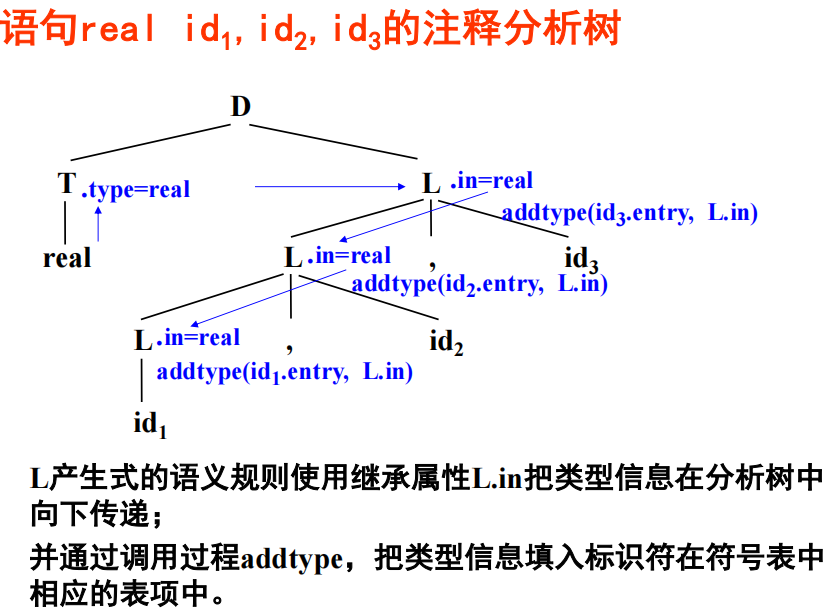 语句real id1,id2,id3的注释分析树
D
T .type=real L .in=real
addtype(id3.entry, L.in)
real L .in=real , id3
addtype(id2.entry, L.in)
L .in=real , id2
addtype(id1.entry, L.in)
id1
L产生式的语义规则使用继承属性L.in把类型信息在分析树中
向下传递；
并通过调用过程addtype，把类型信息填入标识符在符号表中
相应的表项中。